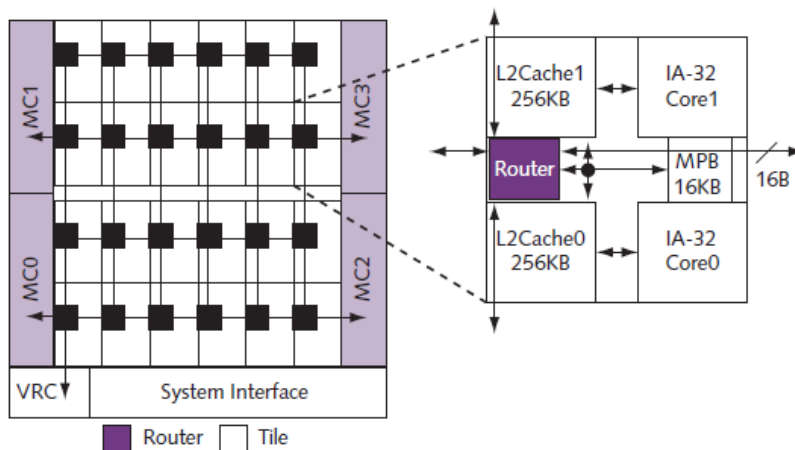 MC1
MC3
MC0
MC2
VRC
System Interface
Router
Tile
L2Cache1
256KB
IA-32
Core1
Router
MPB
16KB
16B
L2Cache0
256KB
IA-32
Core0